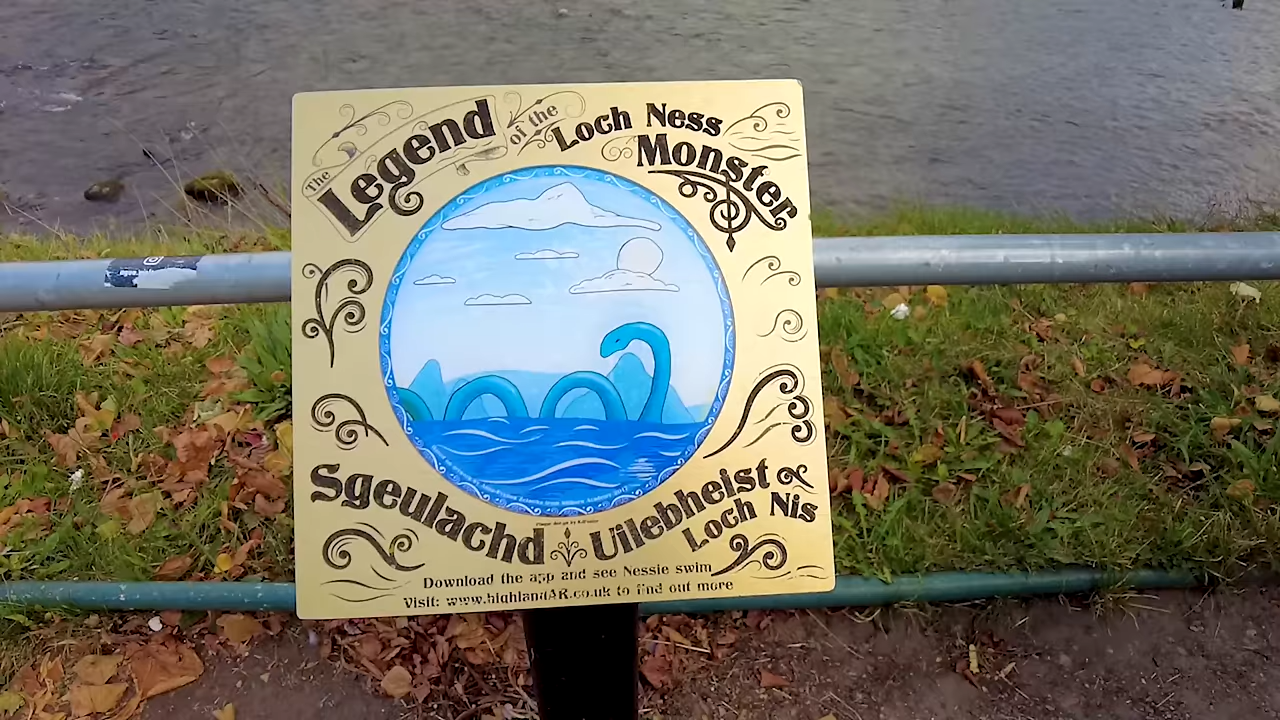 The Legend of the Loch Ness Monster
Sgeulachd Uilebheist Loch Nis
Download the app and see Nessie swim
Visit: www.highlandAR.co.uk to find out more